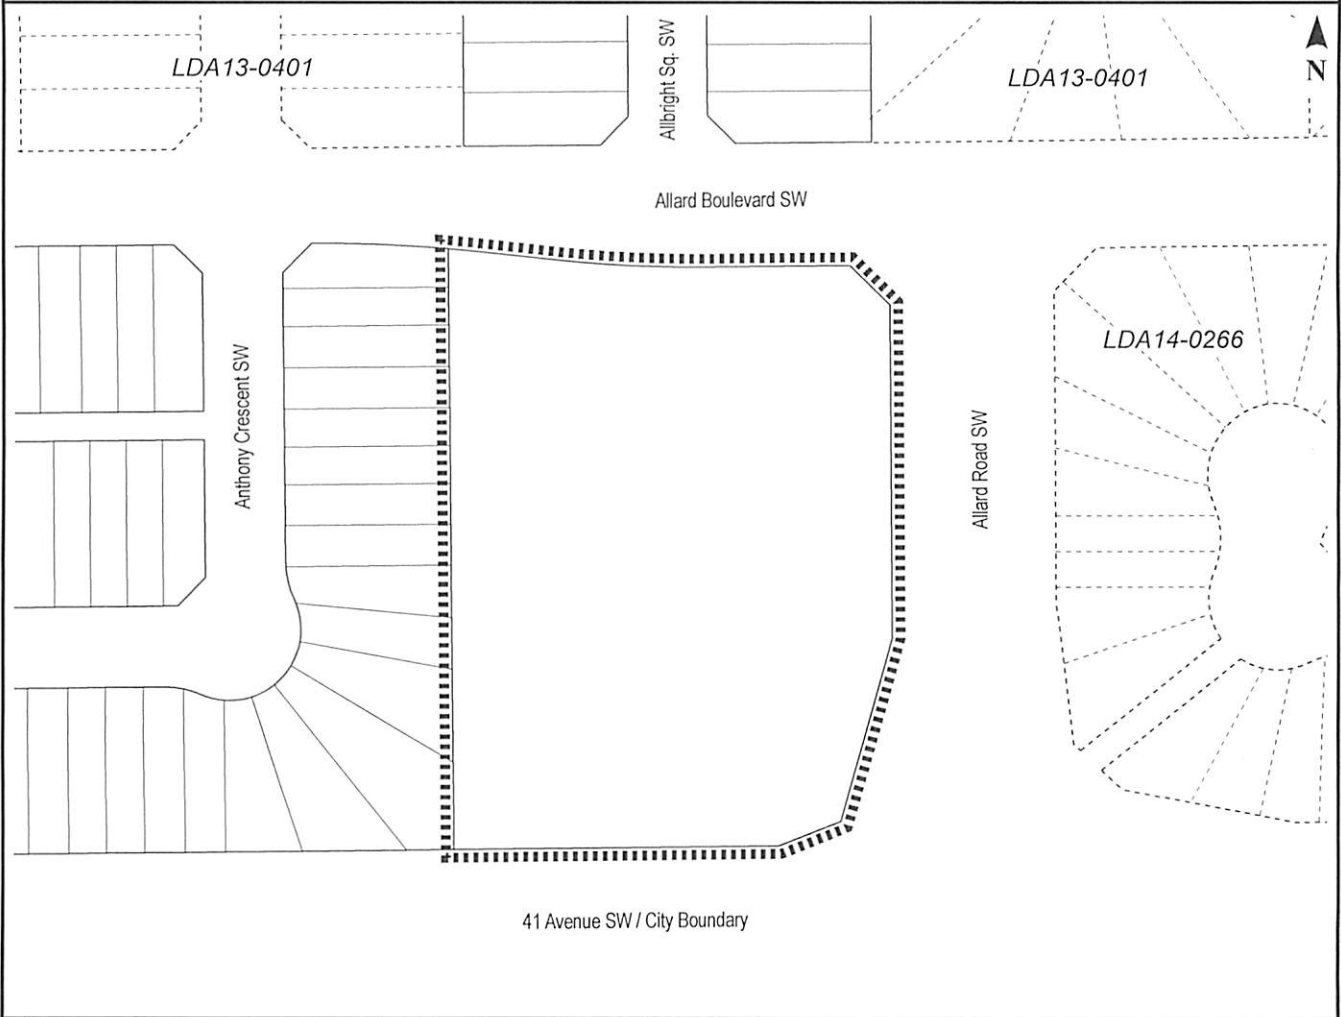 LDA13-0401
Allbright Sq. SW
LDA13-0401
N
Allard Boulevard SW
Anthony Crescent SW
LDA14-0266
Allard Road SW
41 Avenue SW / City Boundary